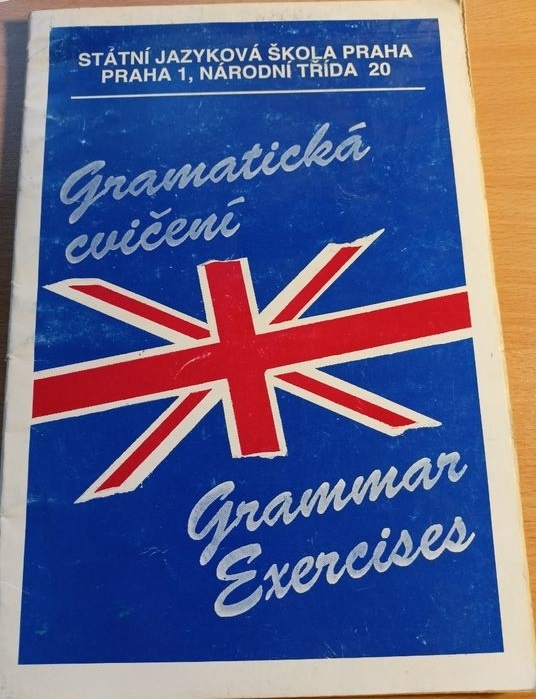 STÁTNÍ JAZYKOVÁ ŠKOLA PRAHA
PRAHA 1, NÁRODNÍ TŘÍDA 20
Gramatická
cvičení
Grammar
Exercises